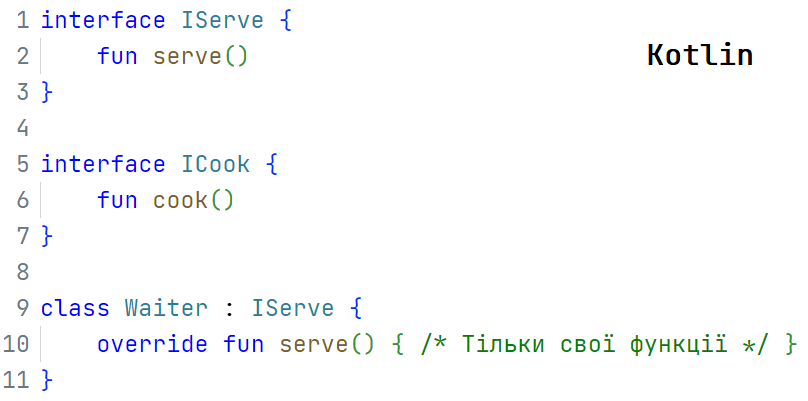 1 interface IServe {
2     fun serve()
Kotlin
3 }
4
5 interface ICook {
6     fun cook()
7 }
8
9 class Waiter : IServe {
10     override fun serve() { /* Тільки свої функції */ }
11 }